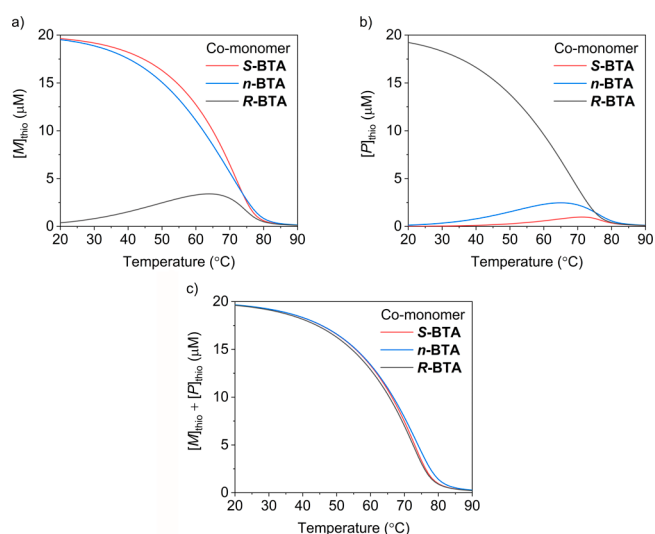 a)
20
15
10
5
0
20 30 40 50 60 70 80 90
[M]thio (μM)
Temperature (°C)
Co-monomer
S-BTA
n-BTA
R-BTA
b)
20
15
10
5
0
20 30 40 50 60 70 80 90
[P]thio (μM)
Temperature (°C)
Co-monomer
S-BTA
n-BTA
R-BTA
c)
20
15
10
5
0
20 30 40 50 60 70 80 90
[M]thio + [P]thio (μM)
Temperature (°C)
Co-monomer
S-BTA
n-BTA
R-BTA